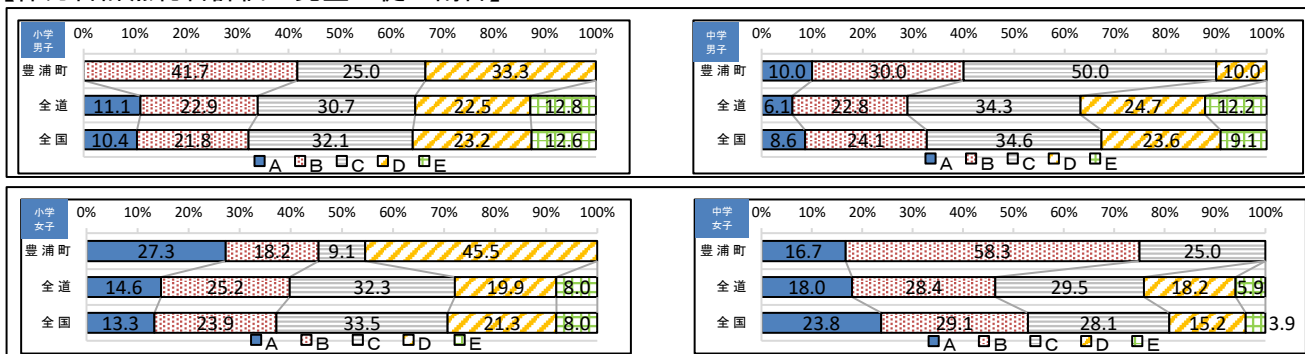 小学
男子
0% 10% 20% 30% 40% 50% 60% 70% 80% 90% 100%
豊浦町 41.7 25.0 33.3
全道 11.1 22.9 30.7 22.5 12.8
全国 10.4 21.8 32.1 23.2 12.6
A B C D E
中学
男子
0% 10% 20% 30% 40% 50% 60% 70% 80% 90% 100%
豊浦町 10.0 30.0 50.0 10.0
全道 6.1 22.8 34.3 24.7 12.2
全国 8.6 24.1 34.6 23.6 9.1
A B C D E
小学
女子
0% 10% 20% 30% 40% 50% 60% 70% 80% 90% 100%
豊浦町 27.3 18.2 9.1 45.5
全道 14.6 25.2 32.3 19.9 8.0
全国 13.3 23.9 33.5 21.3 8.0
A B C D E
中学
女子
0% 10% 20% 30% 40% 50% 60% 70% 80% 90% 100%
豊浦町 16.7 58.3 25.0
全道 18.0 28.4 29.5 18.2 5.9
全国 23.8 29.1 28.1 15.2 3.9
A B C D E